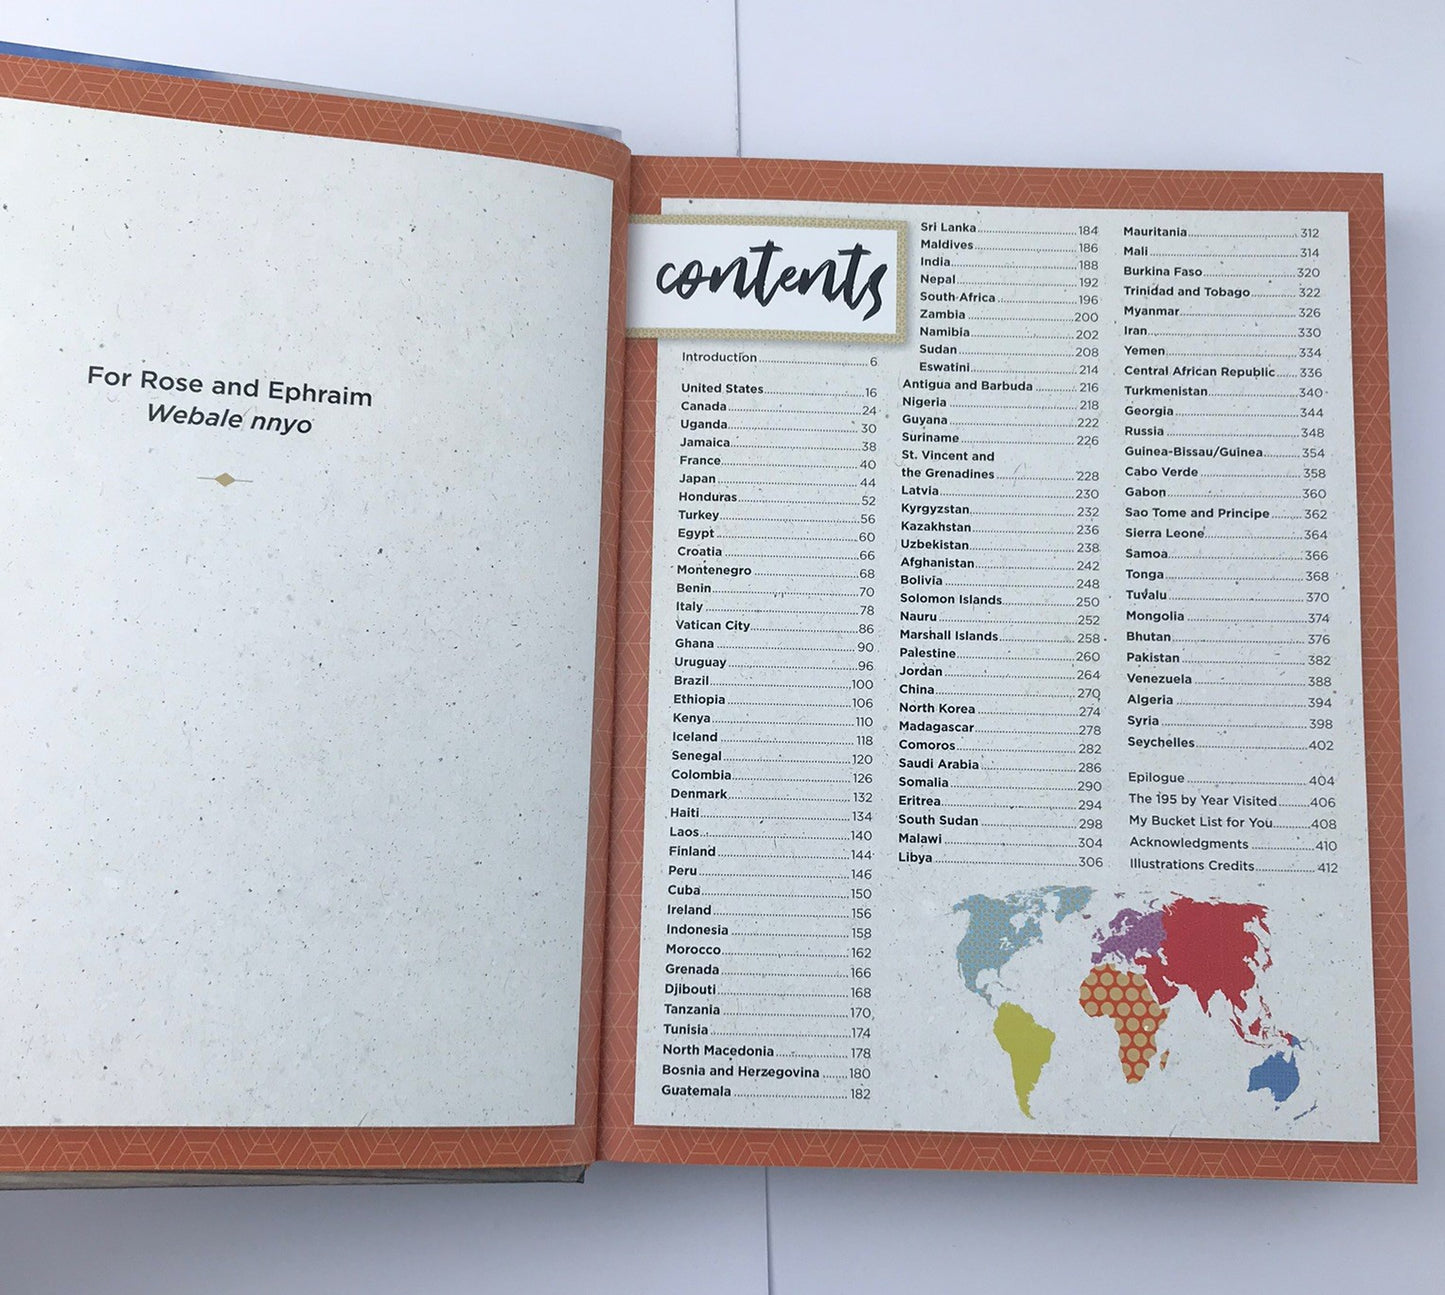 For Rose and Ephraim
Webale nnyo
contents
Introduction 6
United States 16
Canada 24
Uganda 30
Jamaica 38
France 40
Japan 44
Honduras 52
Turkey 56
Egypt 60
Croatia 66
Montenegro 68
Benin 70
Italy 78
Vatican City 86
Ghana 90
Uruguay 96
Brazil 100
Ethiopia 106
Kenya 110
Iceland 118
Senegal 120
Colombia 126
Denmark 132
Haiti 134
Laos 140
Finland 144
Peru 146
Cuba 150
Ireland 156
Indonesia 158
Morocco 162
Grenada 166
Djibouti 168
Tanzania 170
Tunisia 174
North Macedonia 178
Bosnia and Herzegovina 180
Guatemala 182
Sri Lanka 184
Maldives 186
India 188
Nepal 192
South Africa 196
Zambia 200
Namibia 202
Sudan 208
Eswatini 214
Antigua and Barbuda 216
Nigeria 218
Guyana 222
Suriname 226
St. Vincent and
the Grenadines 228
Latvia 230
Kyrgyzstan 232
Kazakhstan 236
Uzbekistan 238
Afghanistan 242
Bolivia 248
Solomon Islands 250
Nauru 252
Marshall Islands 258
Palestine 260
Jordan 264
China 270
North Korea 274
Madagascar 278
Comoros 282
Saudi Arabia 286
Somalia 290
Eritrea 294
South Sudan 298
Malawi 304
Libya 306
Mauritania 312
Mali 314
Burkina Faso 320
Trinidad and Tobago 322
Myanmar 326
Iran 330
Yemen 334
Central African Republic 336
Turkmenistan 340
Georgia 344
Russia 348
Guinea-Bissau/Guinea 354
Cabo Verde 358
Gabon 360
Sao Tome and Principe 362
Sierra Leone 364
Samoa 366
Tonga 368
Tuvalu 370
Mongolia 374
Bhutan 376
Pakistan 382
Venezuela 388
Algeria 394
Syria 398
Seychelles 402
Epilogue 404
The 195 by Year Visited 406
My Bucket List for You 408
Acknowledgments 410
Illustrations Credits 412